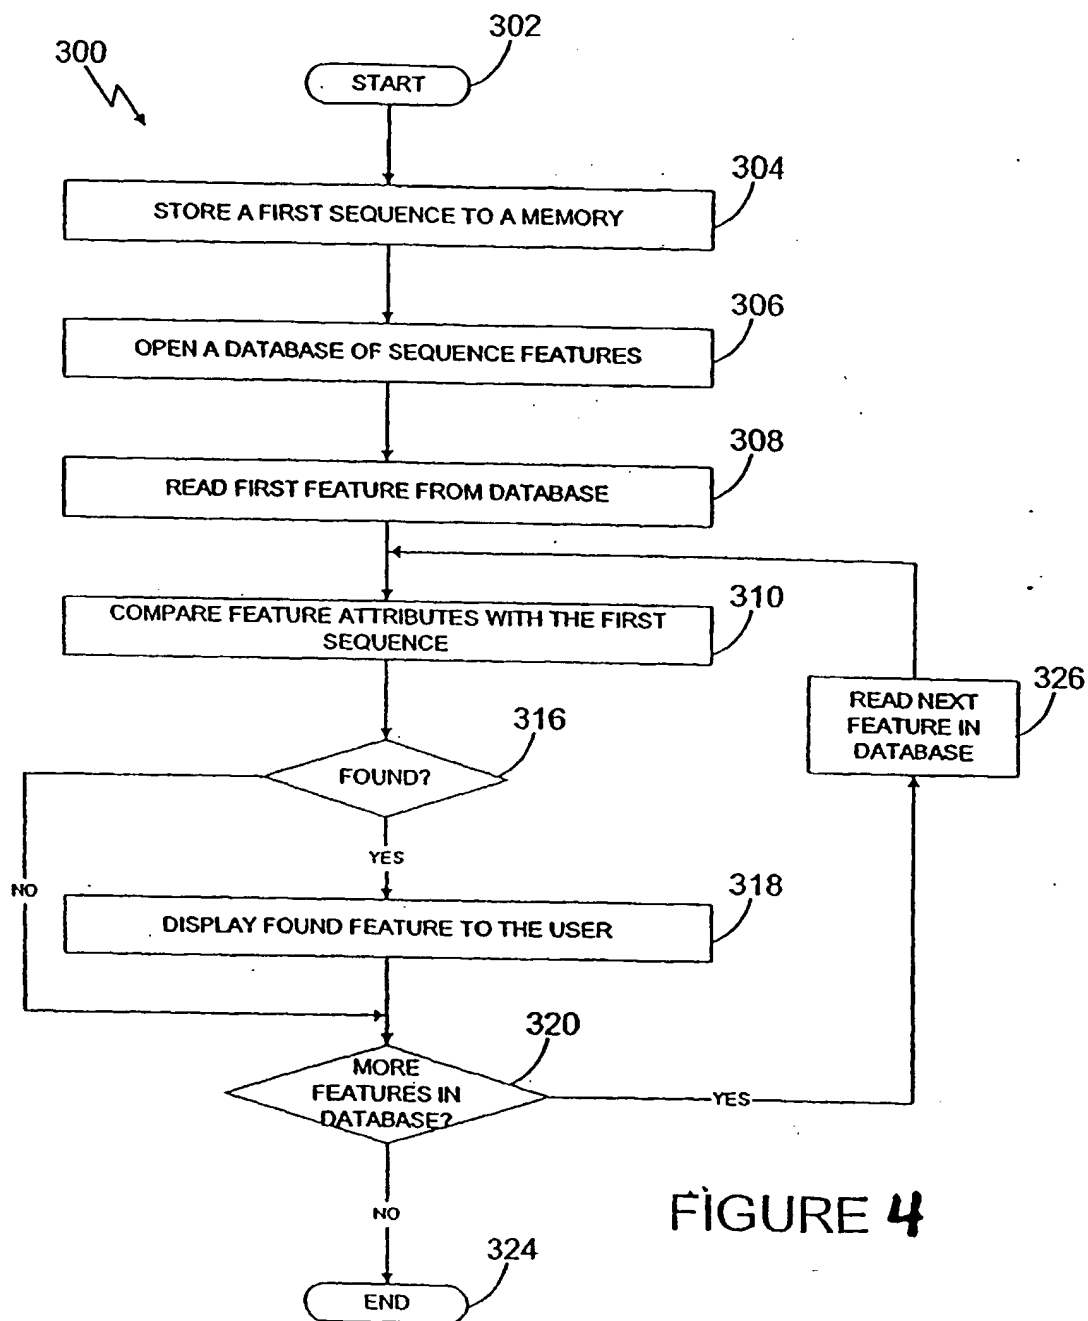 300
302
START
304
STORE A FIRST SEQUENCE TO A MEMORY
306
OPEN A DATABASE OF SEQUENCE FEATURES
308
READ FIRST FEATURE FROM DATABASE
310
COMPARE FEATURE ATTRIBUTES WITH THE FIRST
SEQUENCE
326
READ NEXT
FEATURE IN
DATABASE
316
FOUND?
YES
NO
318
DISPLAY FOUND FEATURE TO THE USER
320
MORE
FEATURES IN
DATABASE?
YES
NO
FIGURE 4
324
END